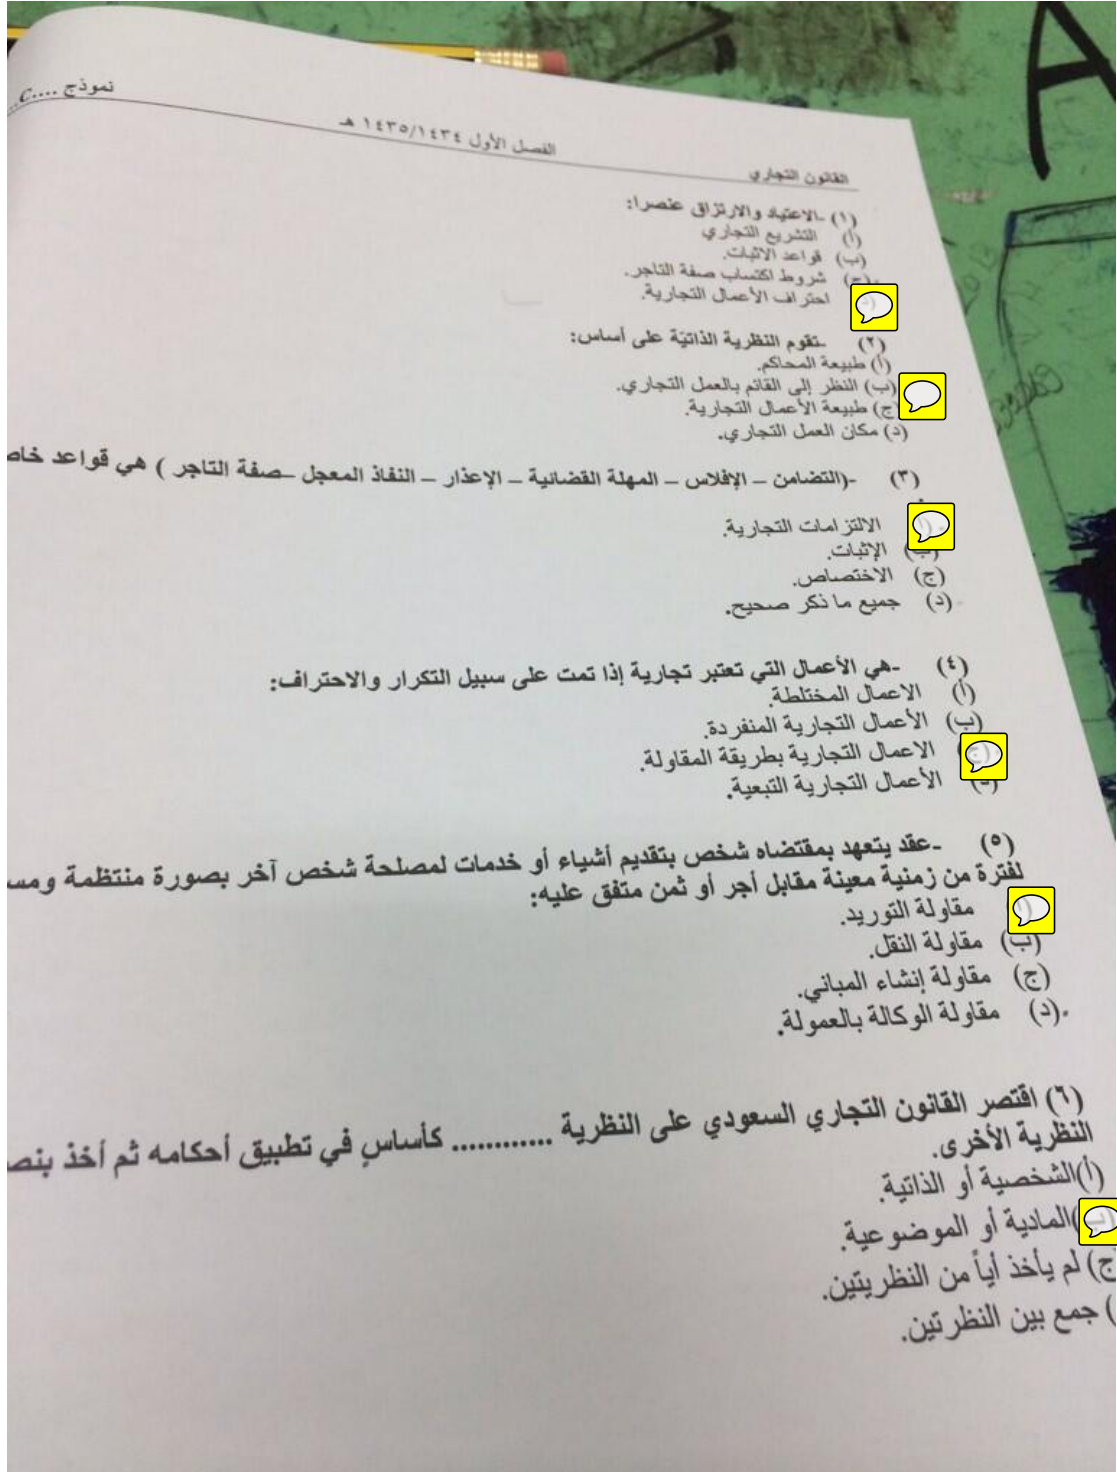 نموذج ....C..
الفصل الأول ١٤٣٥/١٤٣٤ هـ
القانون التجاري
(١) -الاعتياد والارتزاق عنصرا:
(أ) التشريع التجاري
(ب) قواعد الاثبات.
(ج) شروط اكتساب صفة التاجر.
احتراف الأعمال التجارية.
(٢) -تقوم النظرية الذاتيّة على أساس:
(أ) طبيعة المحاكم.
(ب) النظر إلى القائم بالعمل التجاري.
(ج) طبيعة الأعمال التجارية.
(د) مكان العمل التجاري.
(٣) -(التضامن – الإفلاس – المهلة القضائية – الإعذار – النفاذ المعجل –صفة التاجر ) هي قواعد
الالتزامات التجارية.
(ب) الإثبات.
(ج) الاختصاص.
(د) جميع ما ذكر صحيح.
(٤) -هي الأعمال التي تعتبر تجارية إذا تمت على سبيل التكرار والاحتراف:
(أ) الاعمال المختلطة.
(ب) الأعمال التجارية المنفردة.
(ج) الاعمال التجارية بطريقة المقاولة.
(د) الأعمال التجارية التبعية.
(٥) -عقد يتعهد بمقتضاه شخص بتقديم أشياء أو خدمات لمصلحة شخص آخر بصورة منتظمة
لفترة من زمنية معينة مقابل أجر أو ثمن متفق عليه:
مقاولة التوريد.
(ب) مقاولة النقل.
(ج) مقاولة إنشاء المباني.
(د) مقاولة الوكالة بالعمولة.
(٦) اقتصر القانون التجاري السعودي على النظرية ............ كأساسٍ في تطبيق أحكامه ثم أخذ
النظرية الأخرى.
(أ)الشخصية أو الذاتية.
(ب)المادية أو الموضوعية.
ج) لم يأخذ أياً من النظريتين.
) جمع بين النظرتين.
A